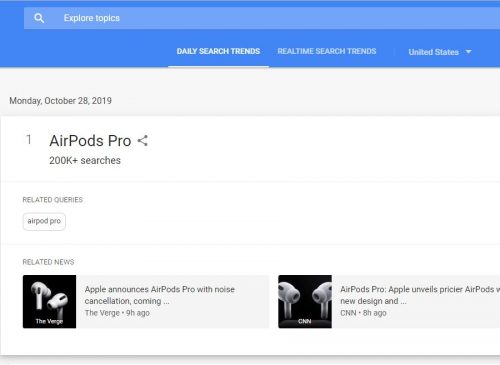 Explore topics
DAILY SEARCH TRENDS
REALTIME SEARCH TRENDS
United States
Monday, October 28, 2019
1
AirPods Pro
200K+ searches
RELATED QUERIES
airpod pro
RELATED NEWS
The Verge
Apple announces AirPods Pro with noise
cancellation, coming ...
The Verge • 9h ago
CNN
AirPods Pro: Apple unveils pricier AirPods w
new design and ...
CNN • 8h ago